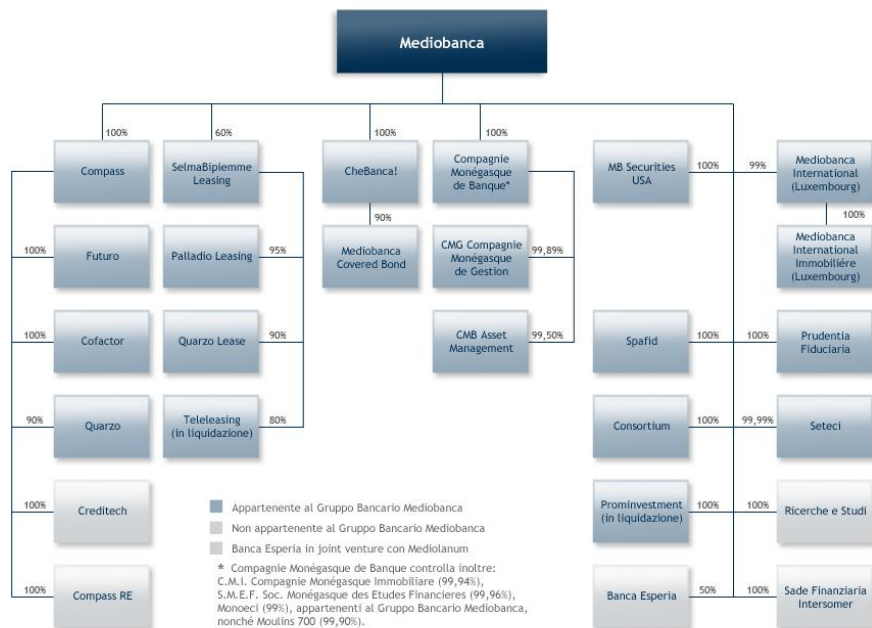 Mediobanca
100%
60%
100%
100%
Compass
SelmaBipiemme
Leasing
CheBanca!
Compagnie
Monégasque
de Banque*
MB Securities
USA
100%
99%
Mediobanca
International
(Luxembourg)
90%
100%
100%
Futuro
Palladio Leasing
95%
Mediobanca
Covered Bond
CMG Compagnie
Monégasque
de Gestion
99,89%
Mediobanca
International
Immobiliére
(Luxembourg)
100%
Cofactor
Quarzo Lease
90%
CMB Asset
Management
99,50%
Spafid
100%
100%
Prudentia
Fiduciaria
90%
Quarzo
Teleleasing
(in liquidazione)
80%
Consortium
100%
99,99%
Seteci
100%
Creditech
Prominvestment
(in liquidazione)
100%
100%
Ricerche e Studi
100%
Compass RE
Banca Esperia
50%
100%
Sade Finanziaria
Intersomer
Appartenente al Gruppo Bancario Mediobanca
Non appartenente al Gruppo Bancario Mediobanca
Banca Esperia in joint venture con Mediolanum
* Compagnie Monégasque de Banque controlla inoltre:
C.M.I. Compagnie Monégasque Immobiliare (99,94%),
S.M.E.F. Soc. Monégasque des Etudes Financieres (99,96%),
Monoeci (99%), appartenenti al Gruppo Bancario Mediobanca,
nonché Moulins 700 (99,90%).